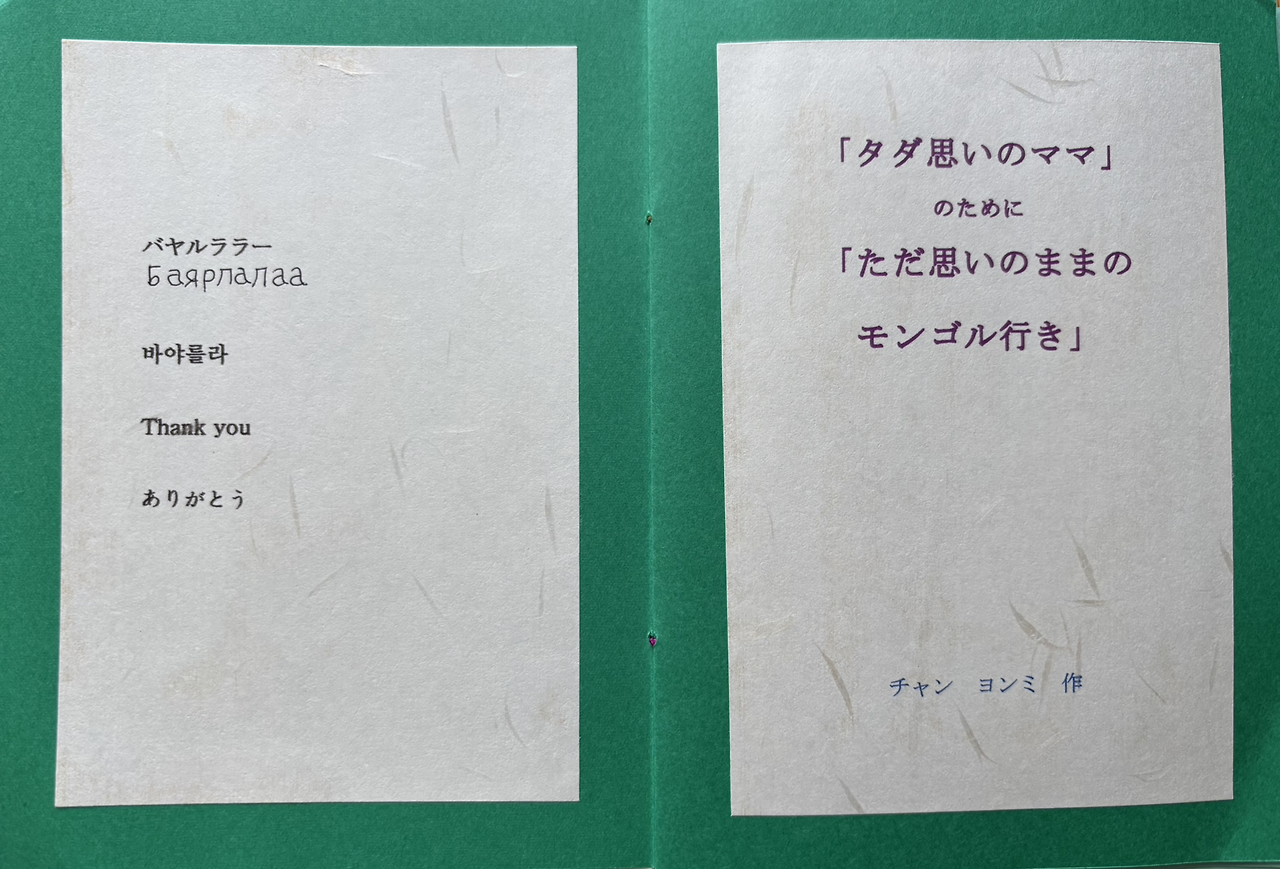 バヤルララー
Баярлалаа
바야를라
Thank you
ありがとう
「タダ思いのママ」
のために
「ただ思いのままの
モンゴル行き」
チャン ヨンミ 作